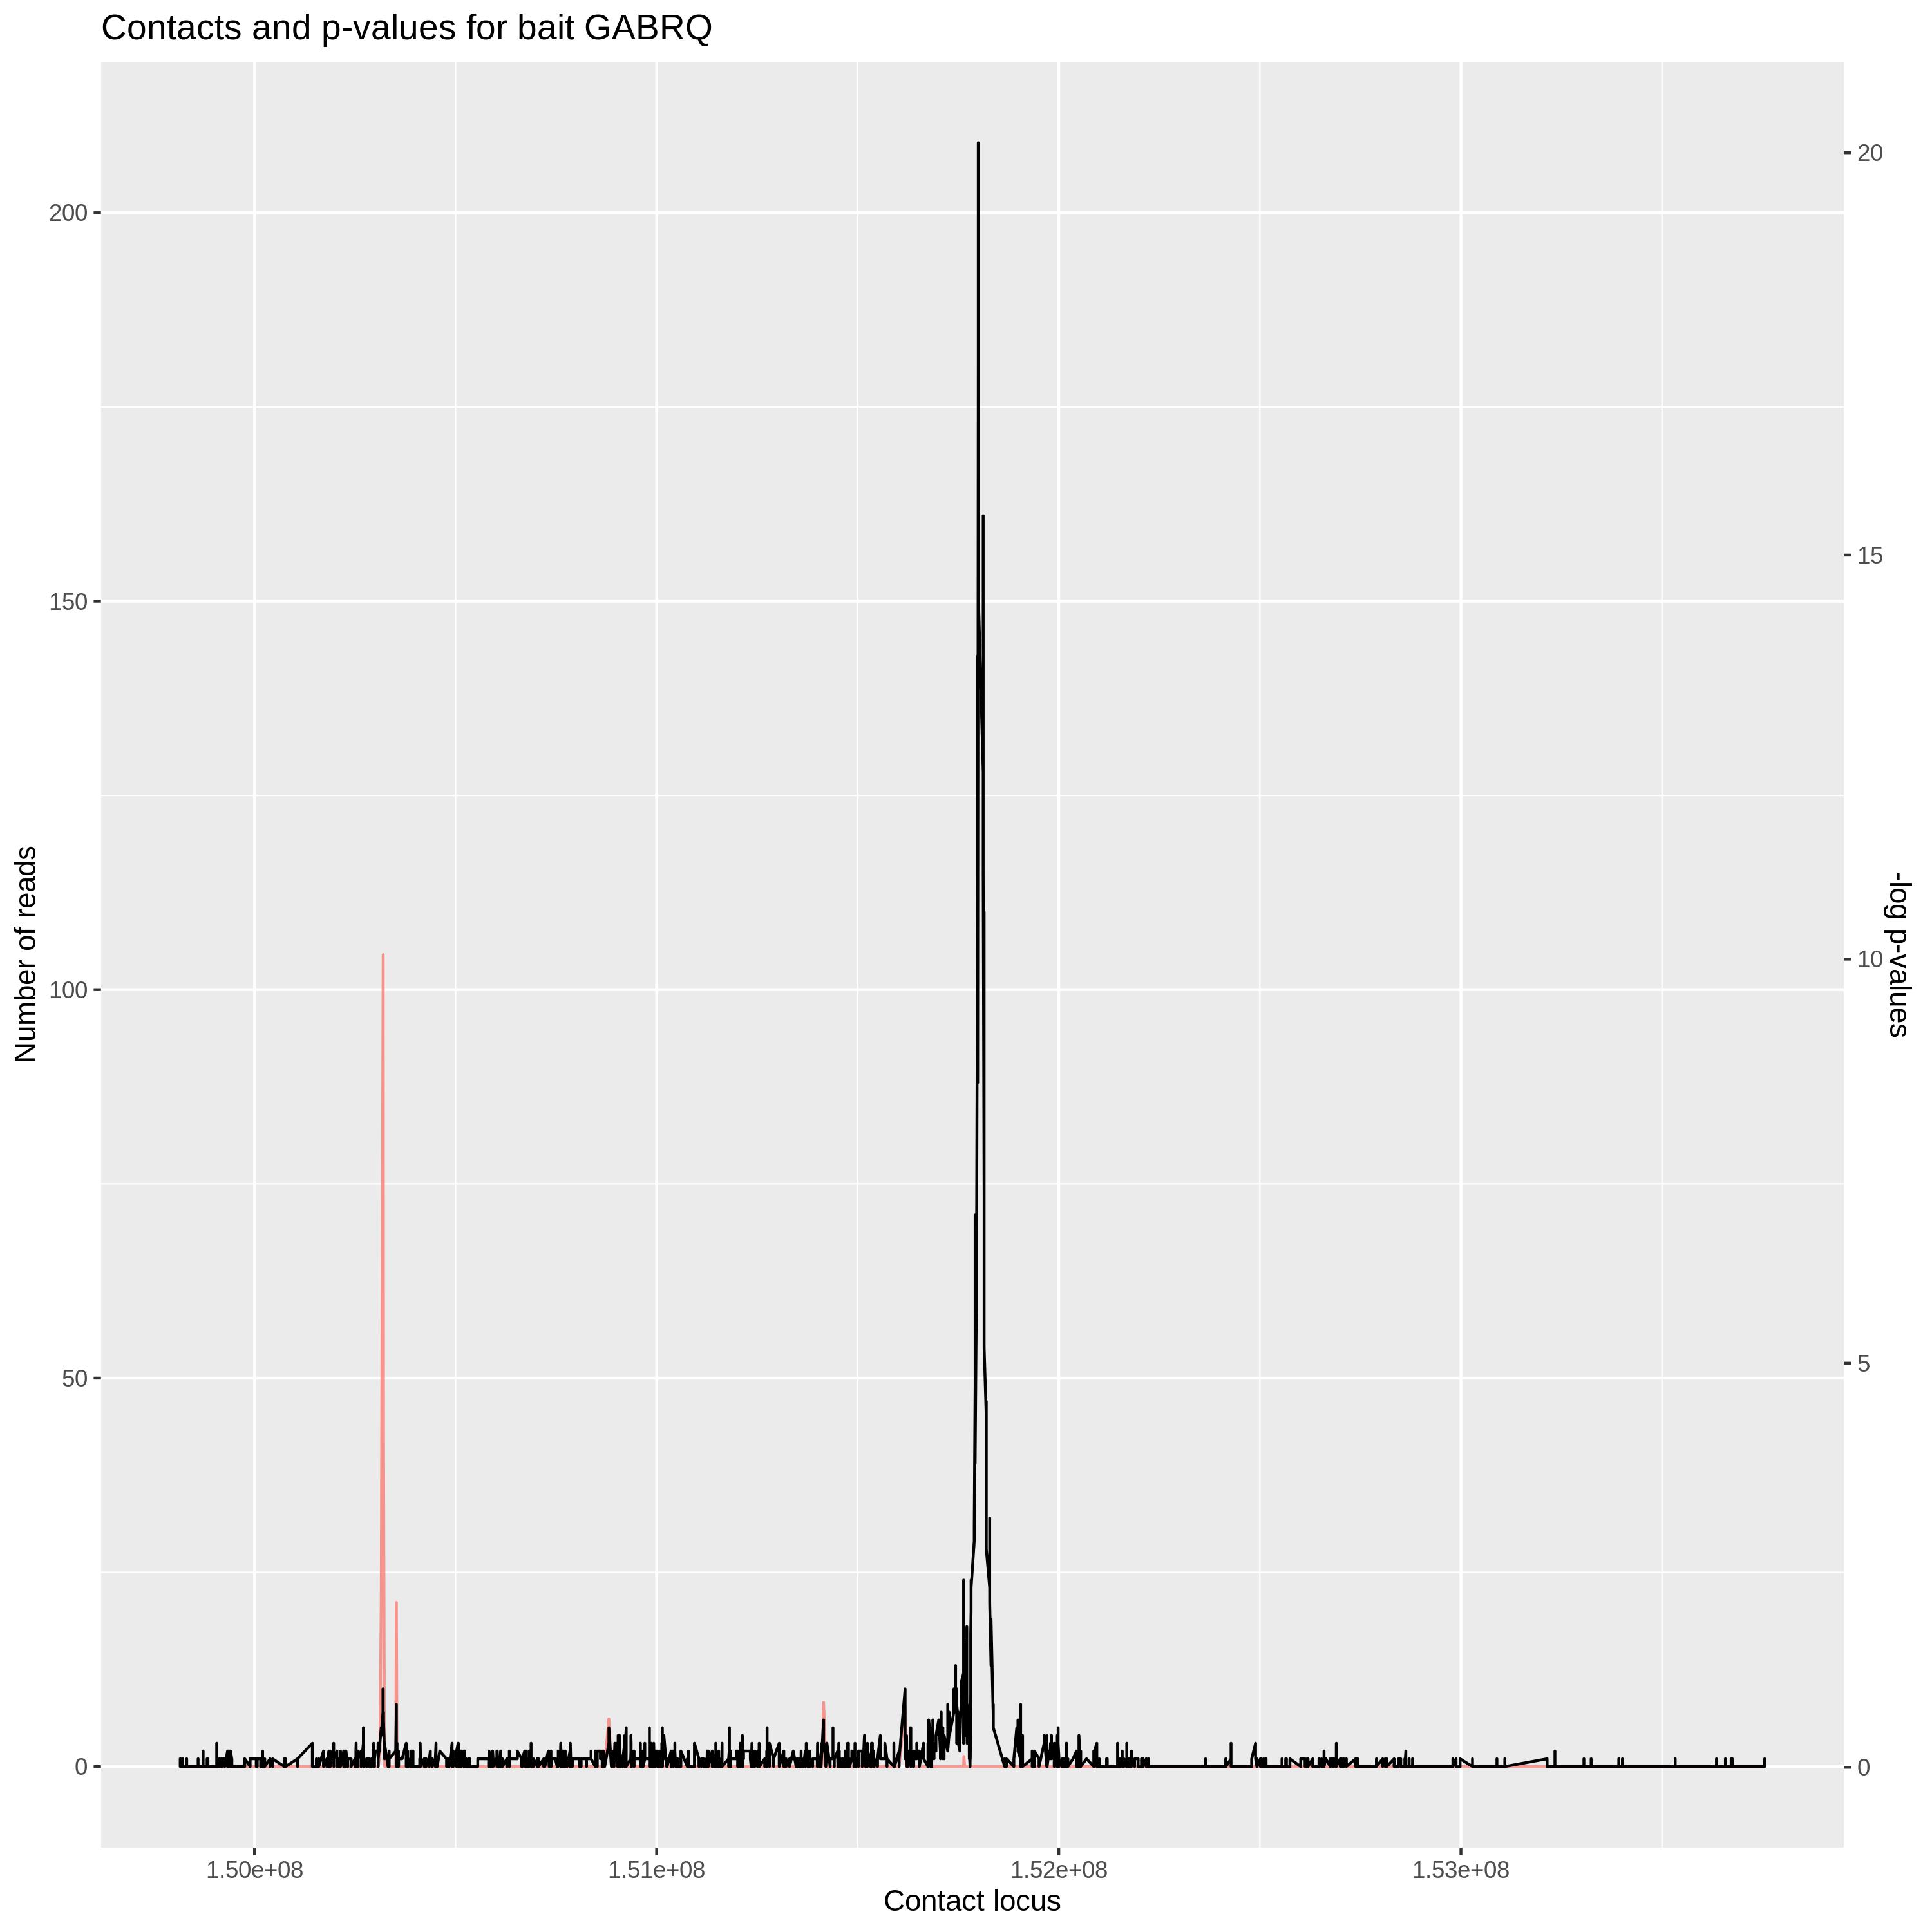 Contacts and p-values for bait GABRQ
Number of reads
200
150
100
50
0
20
15
10
5
0
-log p-values
1.50e+08
1.51e+08
1.52e+08
1.53e+08
Contact locus